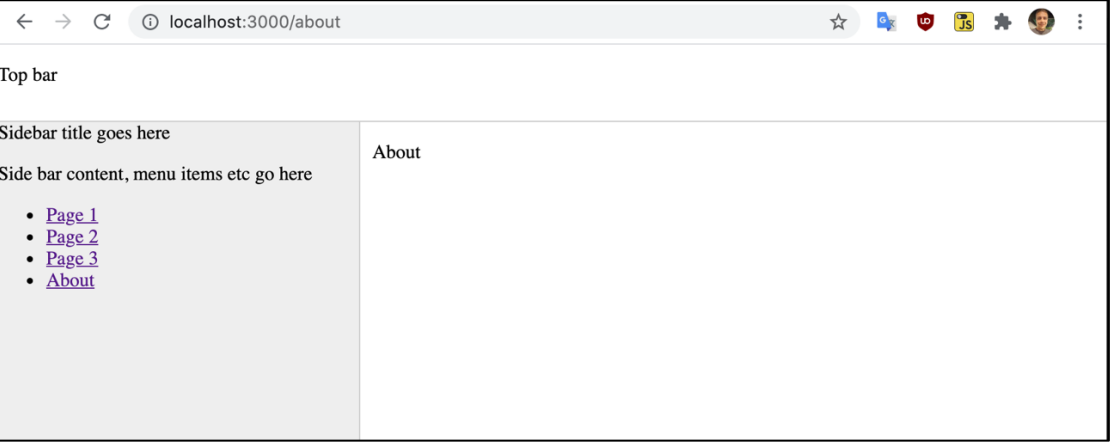 localhost:3000/about
JS
Top bar
Sidebar title goes here
Side bar content, menu items etc go here
Page 1
Page 2
Page 3
About
About